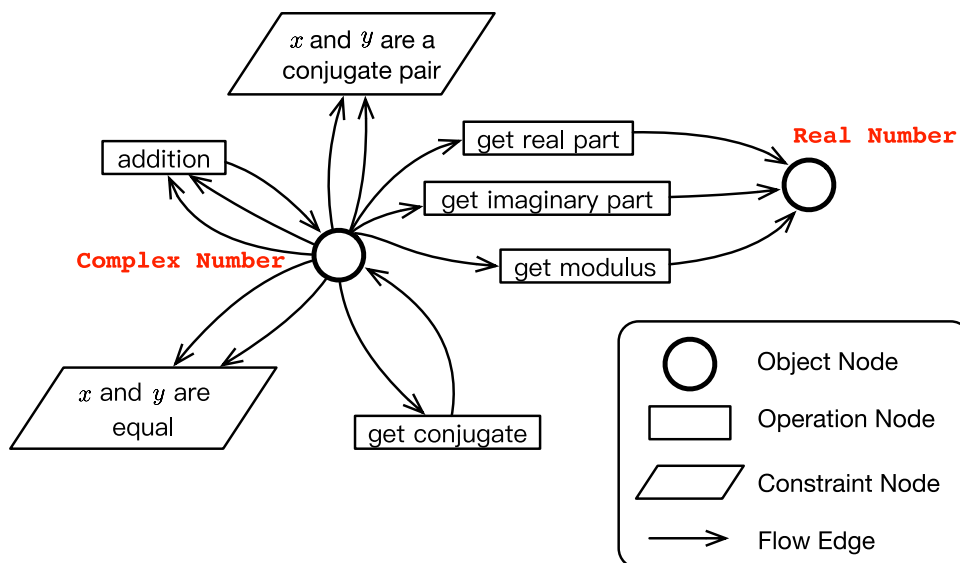 x and y are a
conjugate pair
get real part
Real Number
addition
get imaginary part
Complex Number
get modulus
x and y are
equal
get conjugate
Object Node
Operation Node
Constraint Node
Flow Edge